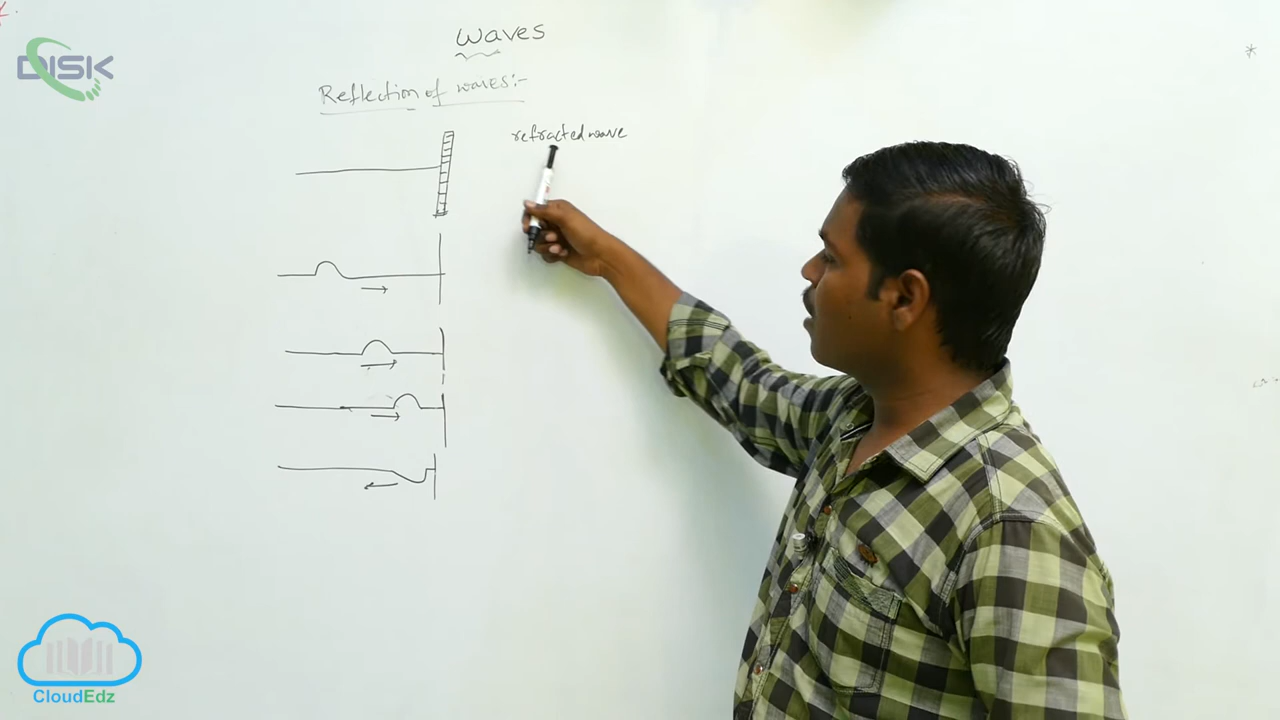 DISK
Waves
Reflection of waves:-
refracted wave
CloudEdz